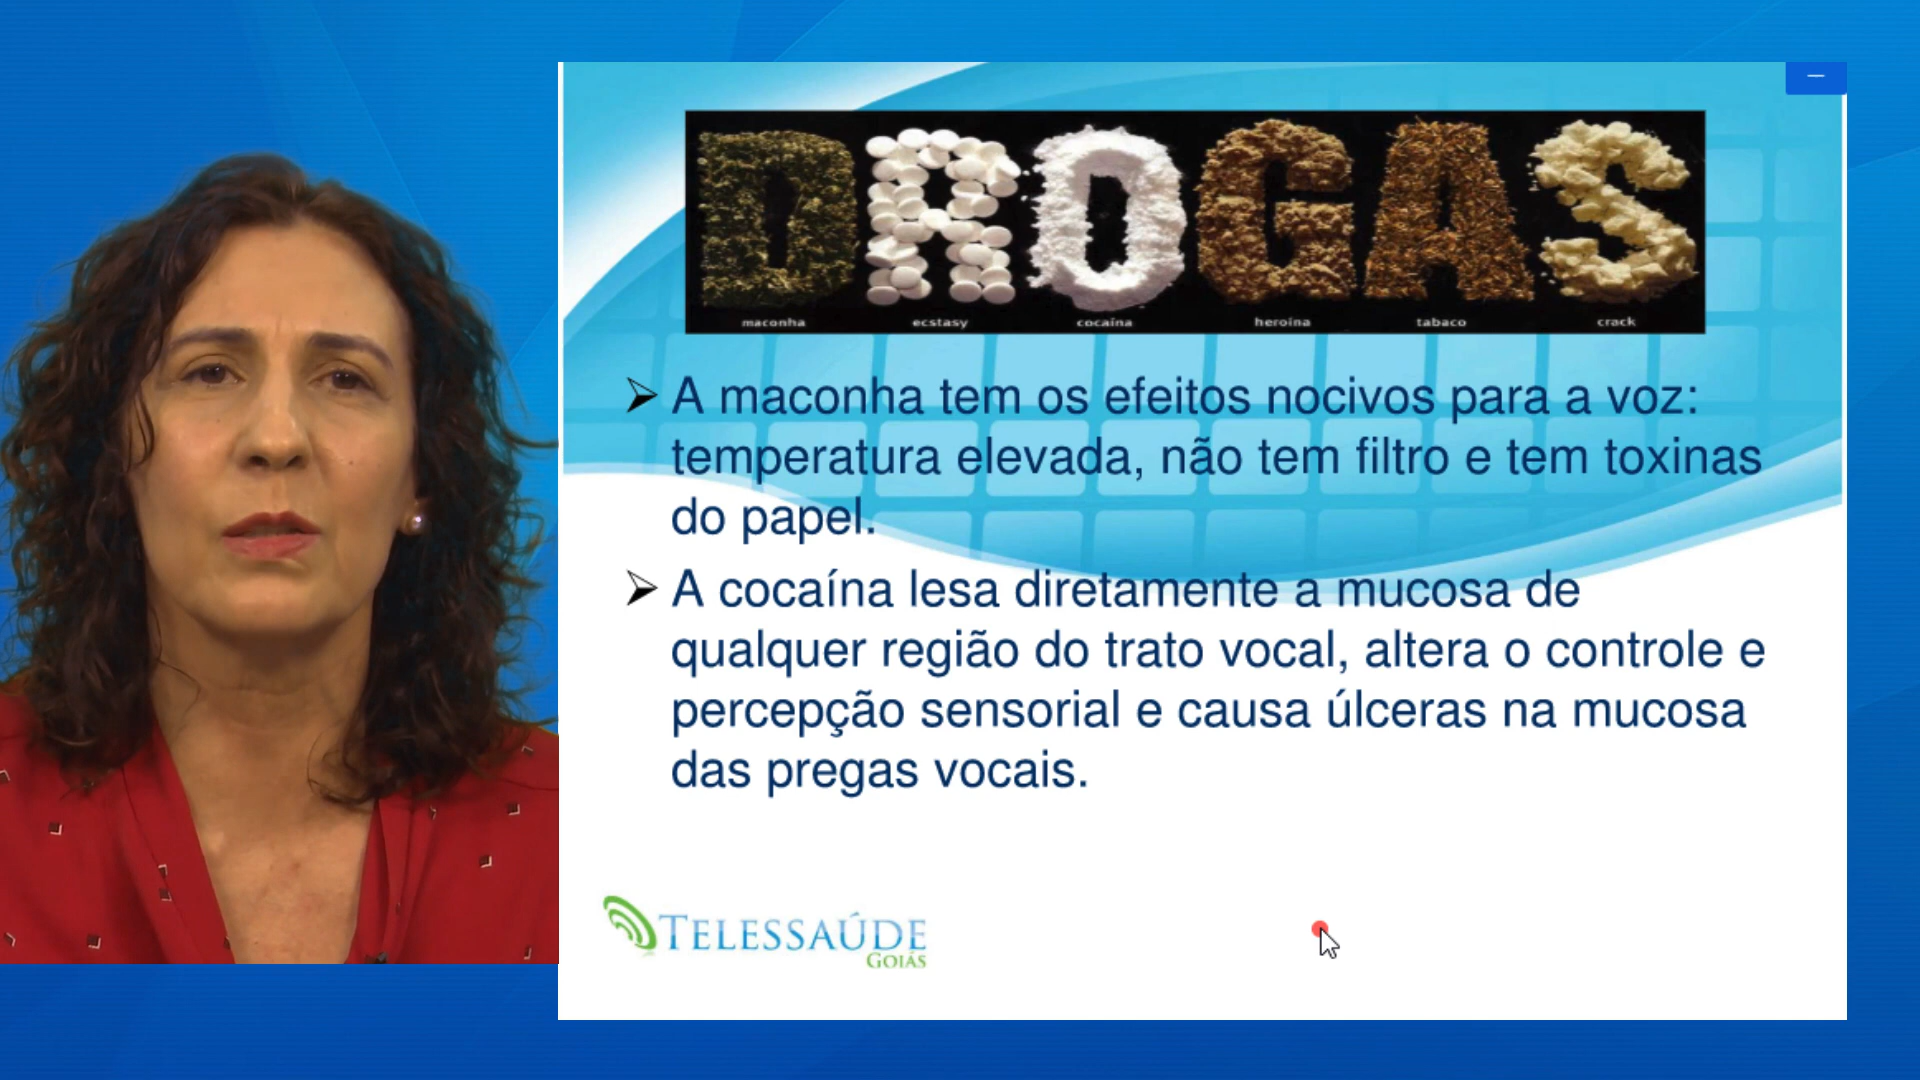 DROGAS
maconha ecstasy cocaína heroína tabaco crack
➢ A maconha tem os efeitos nocivos para a voz:
temperatura elevada, não tem filtro e tem toxinas
do papel.
➢ A cocaína lesa diretamente a mucosa de
qualquer região do trato vocal, altera o controle e
percepção sensorial e causa úlceras na mucosa
das pregas vocais.
TELESSAÚDE
GOIÁS